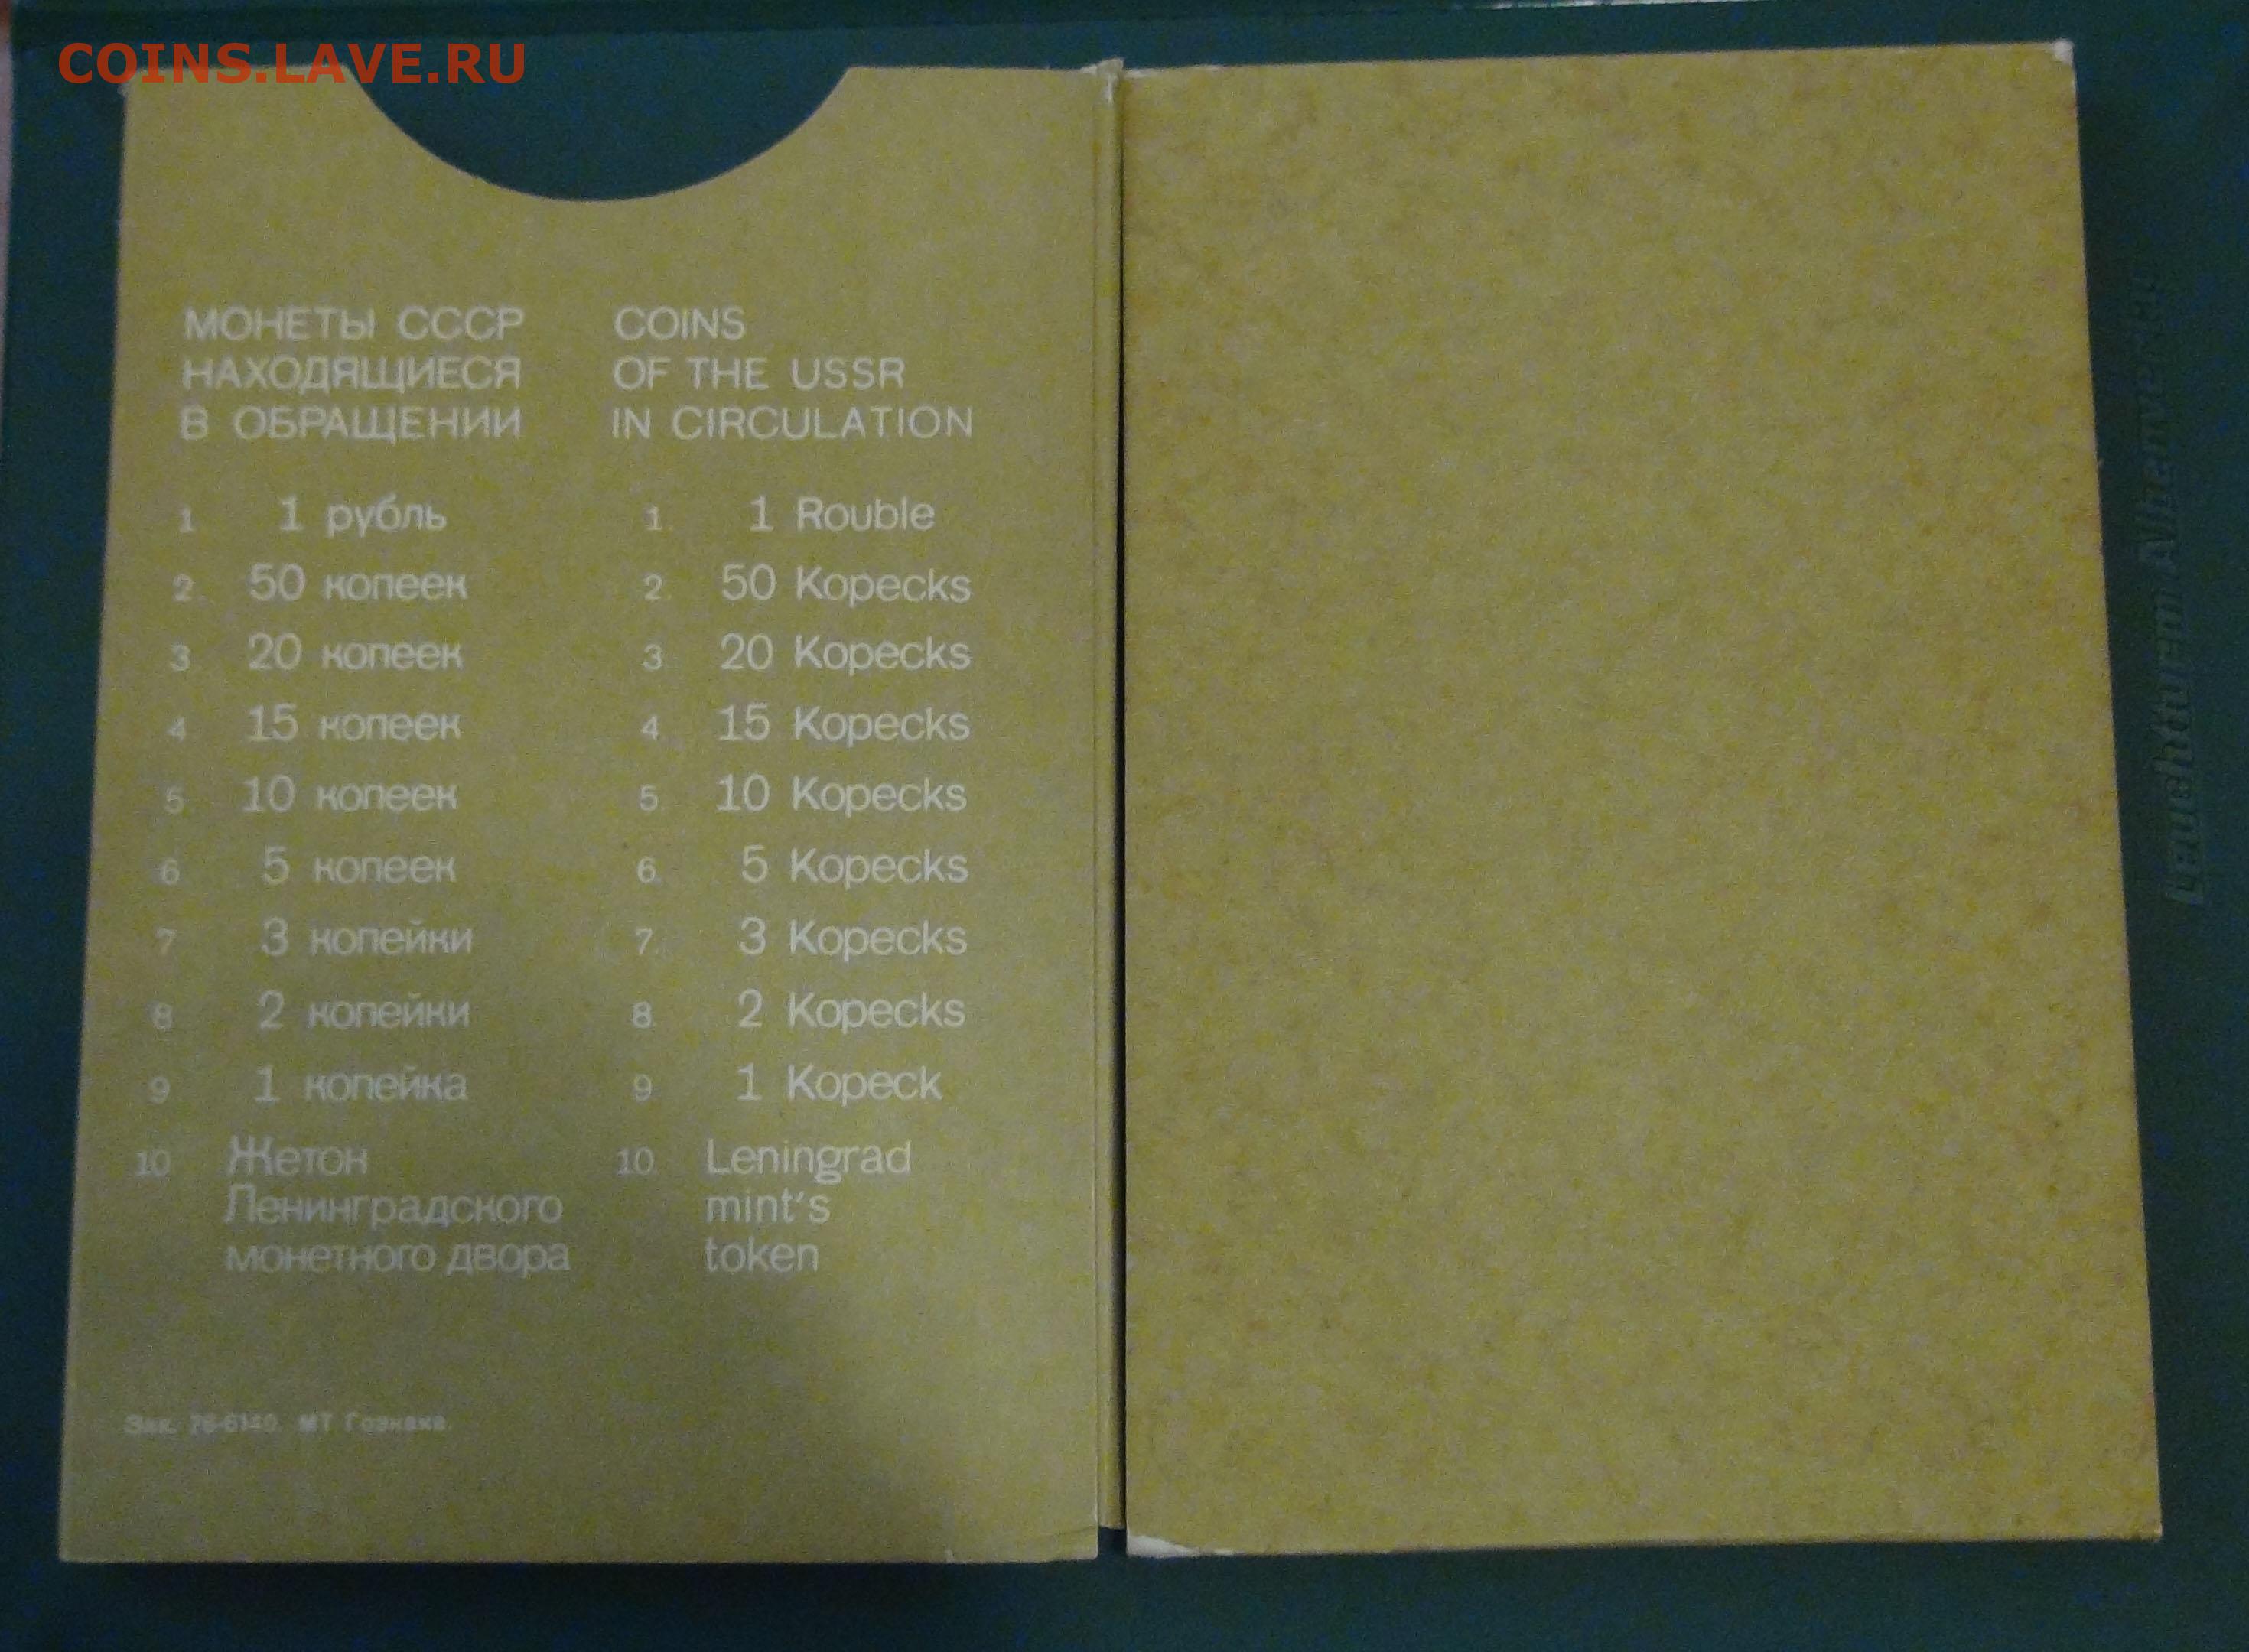 COINS.LAVE.RU
МОНЕТЫ СССР
НАХОДЯЩИЕСЯ
В ОБРАЩЕНИИ
1 1 рубль
2. 50 копеек
3 20 копеек
4 15 копеек
5 10 копеек
6 5 копеек
7 3 копейки
8 2 копейки
9 1 копейка
10 Жетон
Ленинградского
монетного двора
Зак. 76-6140. МТ Гознака.
COINS
OF THE USSR
IN CIRCULATION
1. 1 Rouble
2. 50 Kopecks
3 20 Kopecks
4. 15 Kopecks
5. 10 Kopecks
6. 5 Kopecks
7. 3 Kopecks
8. 2 Kopecks
9 1 Kopeck
10. Leningrad
mint's
token
Leuchtturm Albenverlag